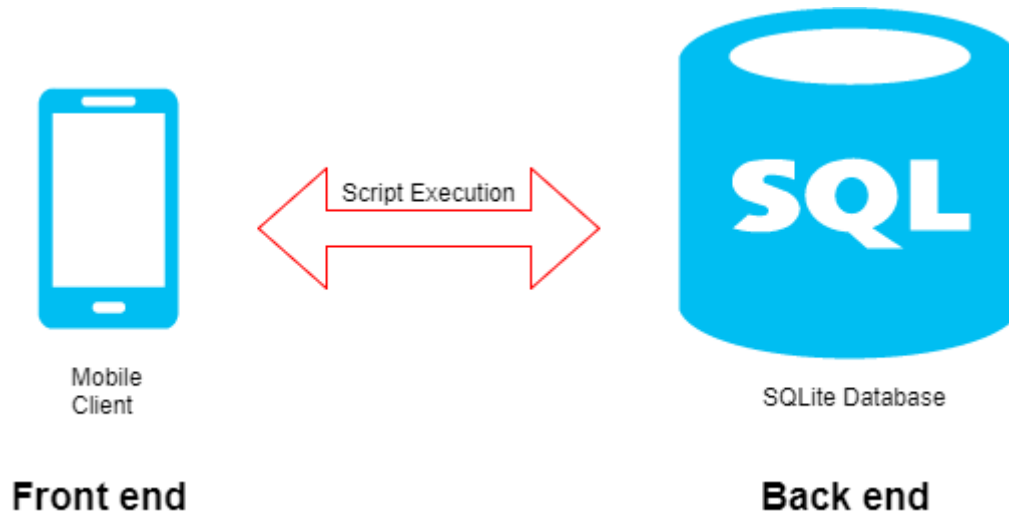 Script Execution
SQL
Mobile
Client
SQLite Database
Front end
Back end